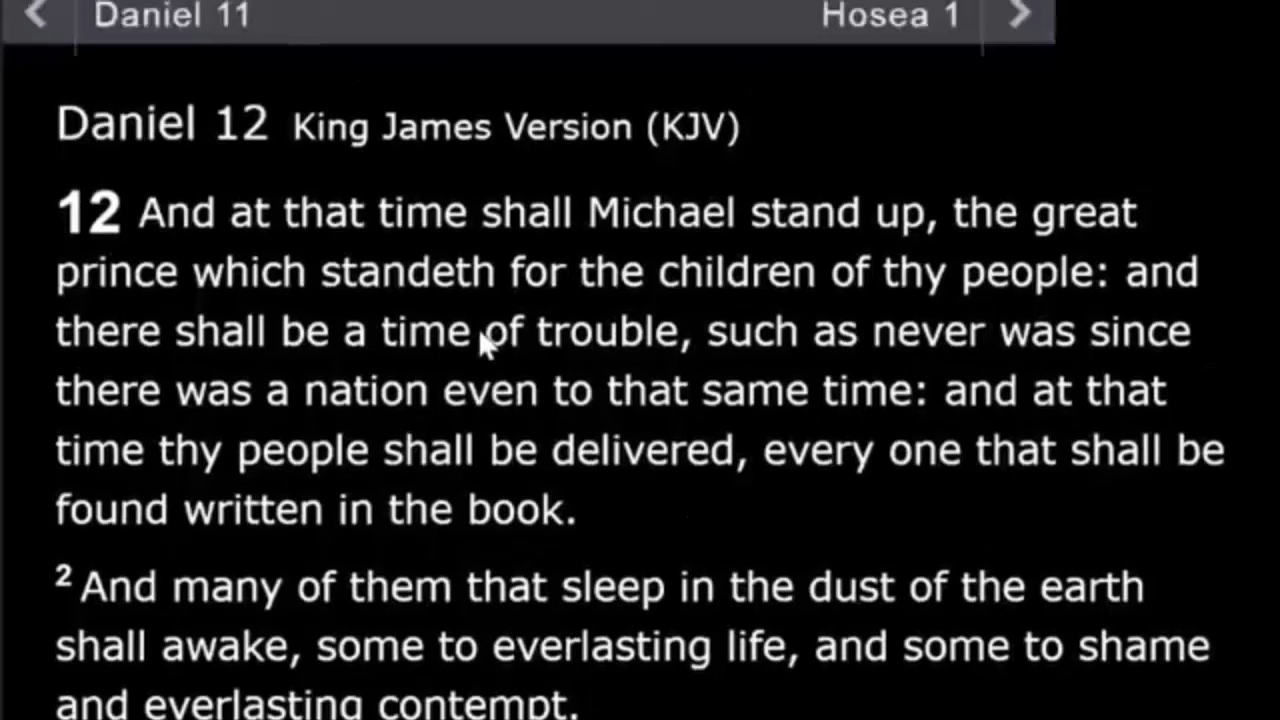 Daniel 11
Hosea 1
Daniel 12 King James Version (KJV)
12 And at that time shall Michael stand up, the great
prince which standeth for the children of thy people: and
there shall be a time of trouble, such as never was since
there was a nation even to that same time: and at that
time thy people shall be delivered, every one that shall be
found written in the book.
2 And many of them that sleep in the dust of the earth
shall awake, some to everlasting life, and some to shame
and everlasting contempt.